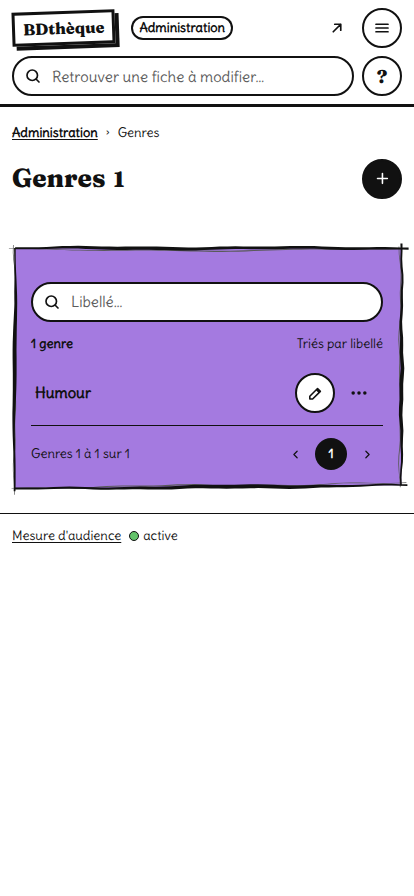 BDthèque
Administration
Retrouver une fiche à modifier...
?
Administration › Genres
Genres 1
+
Libellé...
1 genre
Triés par libellé
Humour
Genres 1 à 1 sur 1
‹ 1 ›
Mesure d'audience
active